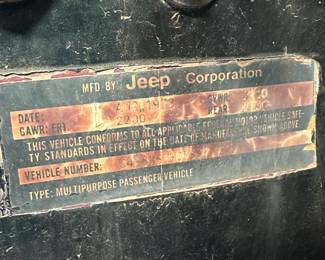 MFD. BY: Jeep Corporation
DATE:
GAWR: FRT 2200
THIS VEHICLE CONFORMS TO ALL APPLICABLE FEDERAL MOTOR VEHICLE SAFE-
TY STANDARDS IN EFFECT ON THE DATE OF MANUFACTURE SHOWN ABOVE
VEHICLE NUMBER:
TYPE: MULTIPURPOSE PASSENGER VEHICLE